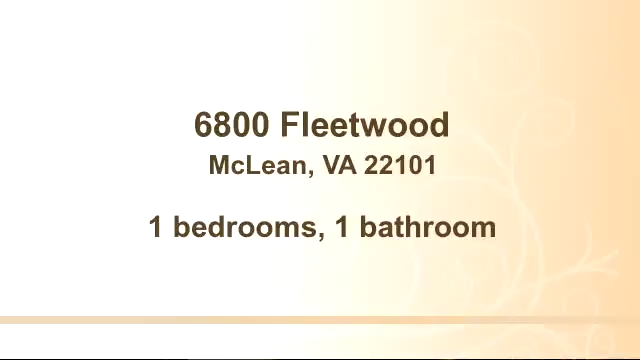 6800 Fleetwood
McLean, VA 22101
1 bedrooms, 1 bathroom